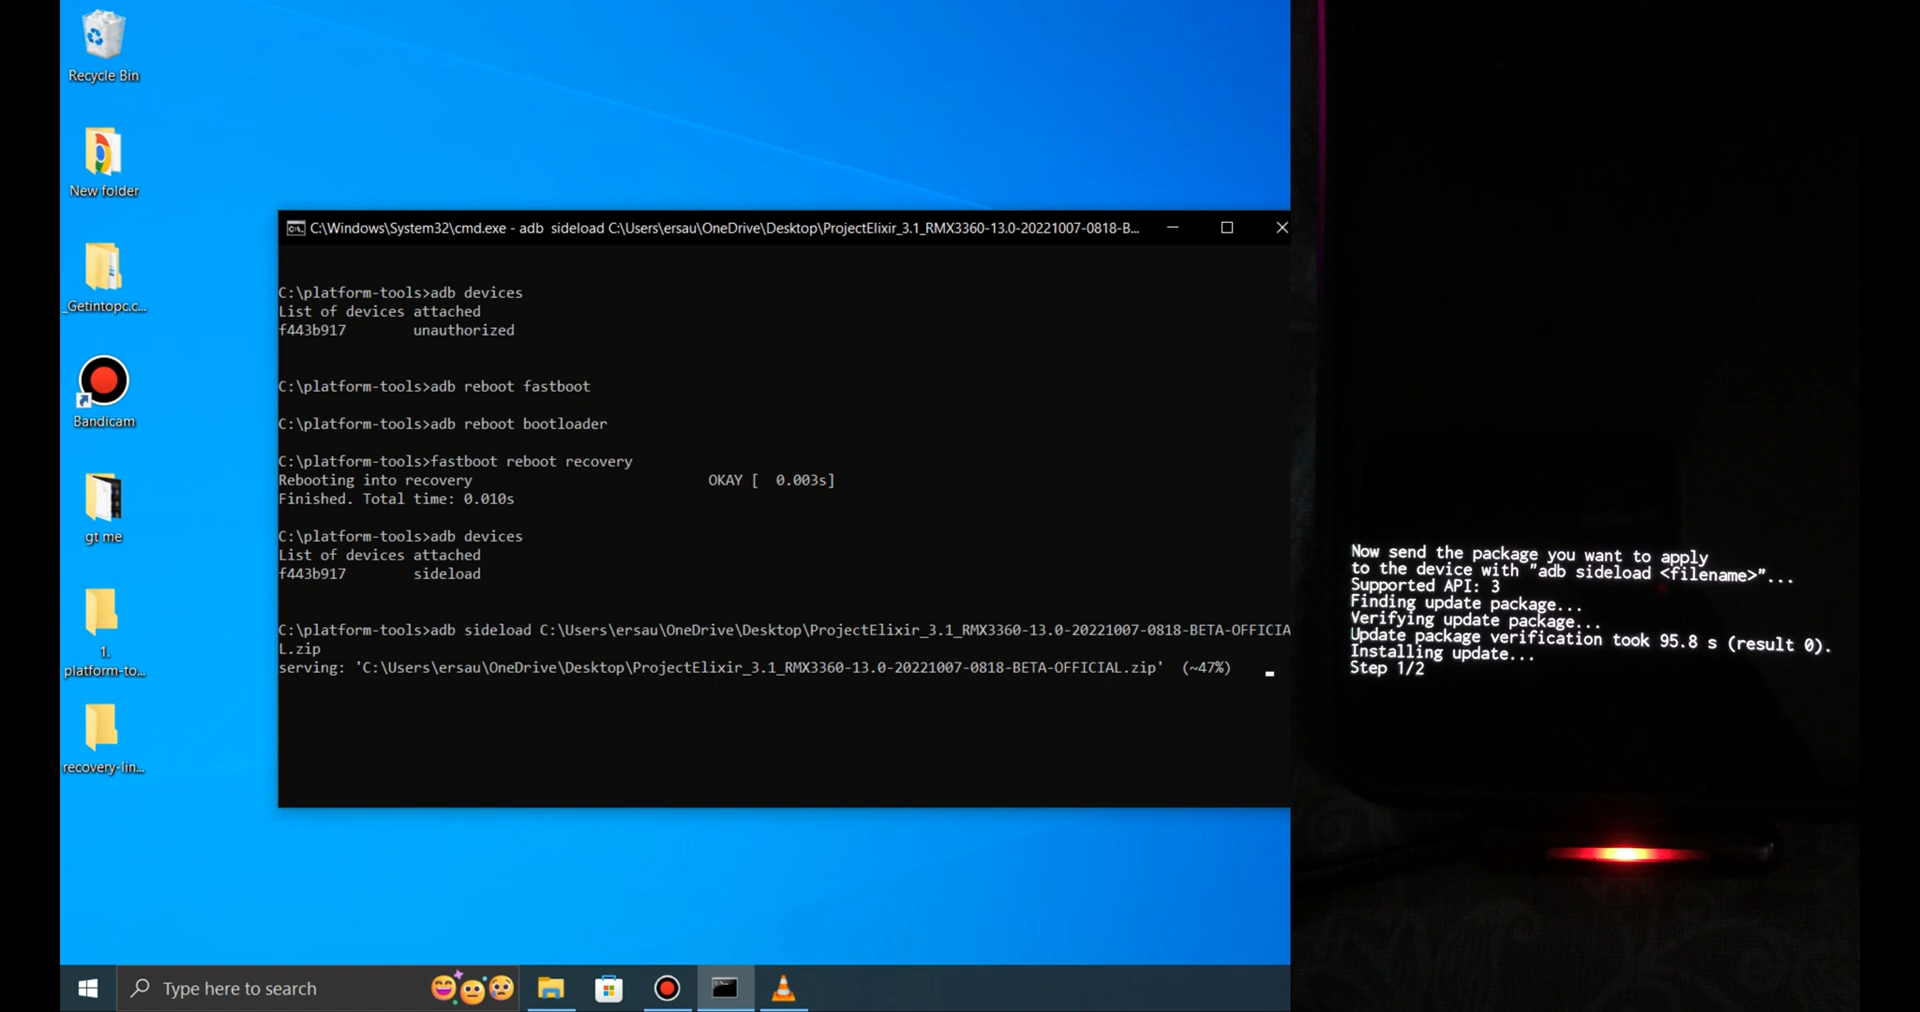 Recycle Bin
New folder
_Getintopc.c...
Bandicam
gt me
1.
platform-to...
recovery-lin...
C:\Windows\System32\cmd.exe - adb  sideload C:\Users\ersau\OneDrive\Desktop\ProjectElixir_3.1_RMX3360-13.0-20221007-0818-B...
C:\platform-tools>adb devices
List of devices attached
f443b917        unauthorized
C:\platform-tools>adb reboot fastboot
C:\platform-tools>adb reboot bootloader
C:\platform-tools>fastboot reboot recovery
Rebooting into recovery                            OKAY [  0.003s]
Finished. Total time: 0.010s
C:\platform-tools>adb devices
List of devices attached
f443b917        sideload
C:\platform-tools>adb sideload C:\Users\ersau\OneDrive\Desktop\ProjectElixir_3.1_RMX3360-13.0-20221007-0818-BETA-OFFICIA
L.zip
serving: 'C:\Users\ersau\OneDrive\Desktop\ProjectElixir_3.1_RMX3360-13.0-20221007-0818-BETA-OFFICIAL.zip'  (~47%)
Type here to search
Now send the package you want to apply
to the device with "adb sideload <filename>"...
Supported API: 3
Finding update package...
Verifying update package...
Update package verification took 95.8 s (result 0).
Installing update...
Step 1/2